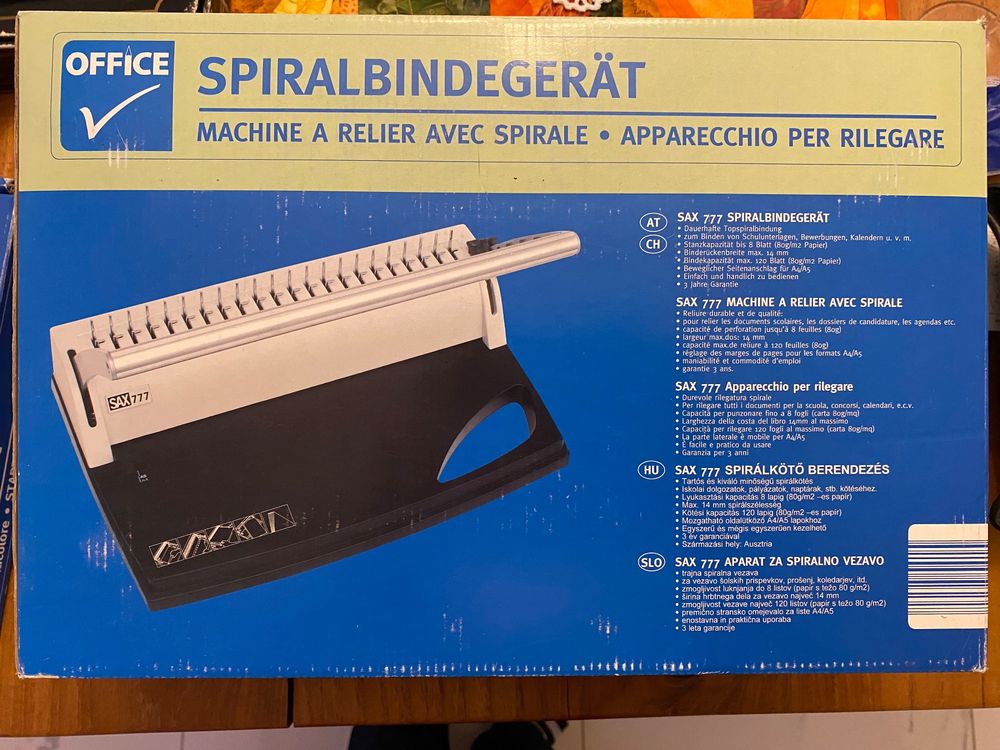 OFFICE
SPIRALBINDEGERÄT
MACHINE A RELIER AVEC SPIRALE • APPARECCHIO PER RILEGARE
AT
CH
SAX 777 SPIRALBINDEGERÄT
• Dauerhafte Topspiralbindung
• zum Binden von Schulunterlagen, Bewerbungen, Kalendern u. v. m.
• Stanzkapazität bis 8 Blatt (80g/m2 Papier)
• Binderückenbreite max. 14 mm
• Bindekapazität max. 120 Blatt (80g/m2 Papier)
• Beweglicher Seitenanschlag für A4/A5
• Einfach und handlich zu bedienen
• 3 Jahre Garantie
SAX 777 MACHINE A RELIER AVEC SPIRALE
• Reliure durable et de qualité:
• pour relier les documents scolaires, les dossiers de candidature, les agendas etc.
• capacité de perforation jusqu'à 8 feuilles (80g)
• largeur max.dos: 14 mm
• capacité max.de reliure à 120 feuilles (80g)
• réglage des marges de pages pour les formats A4/A5
• maniabilité et commodité d'emploi
• garantie 3 ans.
SAX 777 Apparecchio per rilegare
• Durevole rilegatura spirale
• Per rilegare tutti i documenti per la scuola, concorsi, calendari, e.c.v.
• Capacità per punzonare fino a 8 fogli (carta 80g/mq)
• Larghezza della costa del libro 14mm al massimo
• Capacità per rilegare 120 fogli al massimo (carta 80g/mq)
• La parte laterale è mobile per A4/A5
• È facile e pratico da usare
• Garanzia per 3 anni
HU
SAX 777 SPIRÁLKÖTŐ BERENDEZÉS
• Tartós és kiváló minőségű spirálkötés
• Iskolai dolgozatok, pályázatok, naptárak, stb. kötéséhez.
• Lyukasztási kapacitás 8 lapig (80g/m2 –es papír)
• Max. 14 mm spirálszélesség
• Kötési kapacitás 120 lapig (80g/m2 –es papír)
• Mozgatható oldalütköző A4/A5 lapokhoz
• Egyszerű és mégis egyszerűen kezelhető
• 3 év garanciával
• Származási hely: Ausztria
SLO
SAX 777 APARAT ZA SPIRALNO VEZAVO
• trajna spiralna vezava
• za vezavo šolskih prispevkov, prošenj, koledarjev, itd.
• zmogljivost luknjanja do 8 listov (papir s težo 80 g/m2)
• širina hrbtnega dela za vezavo največ 14 mm
• zmogljivost vezave največ 120 listov (papir s težo 80 g/m2)
• premično stransko omejevalo za liste A4/A5
• enostavna in praktična uporaba
• 3 leta garancije
SAX 777